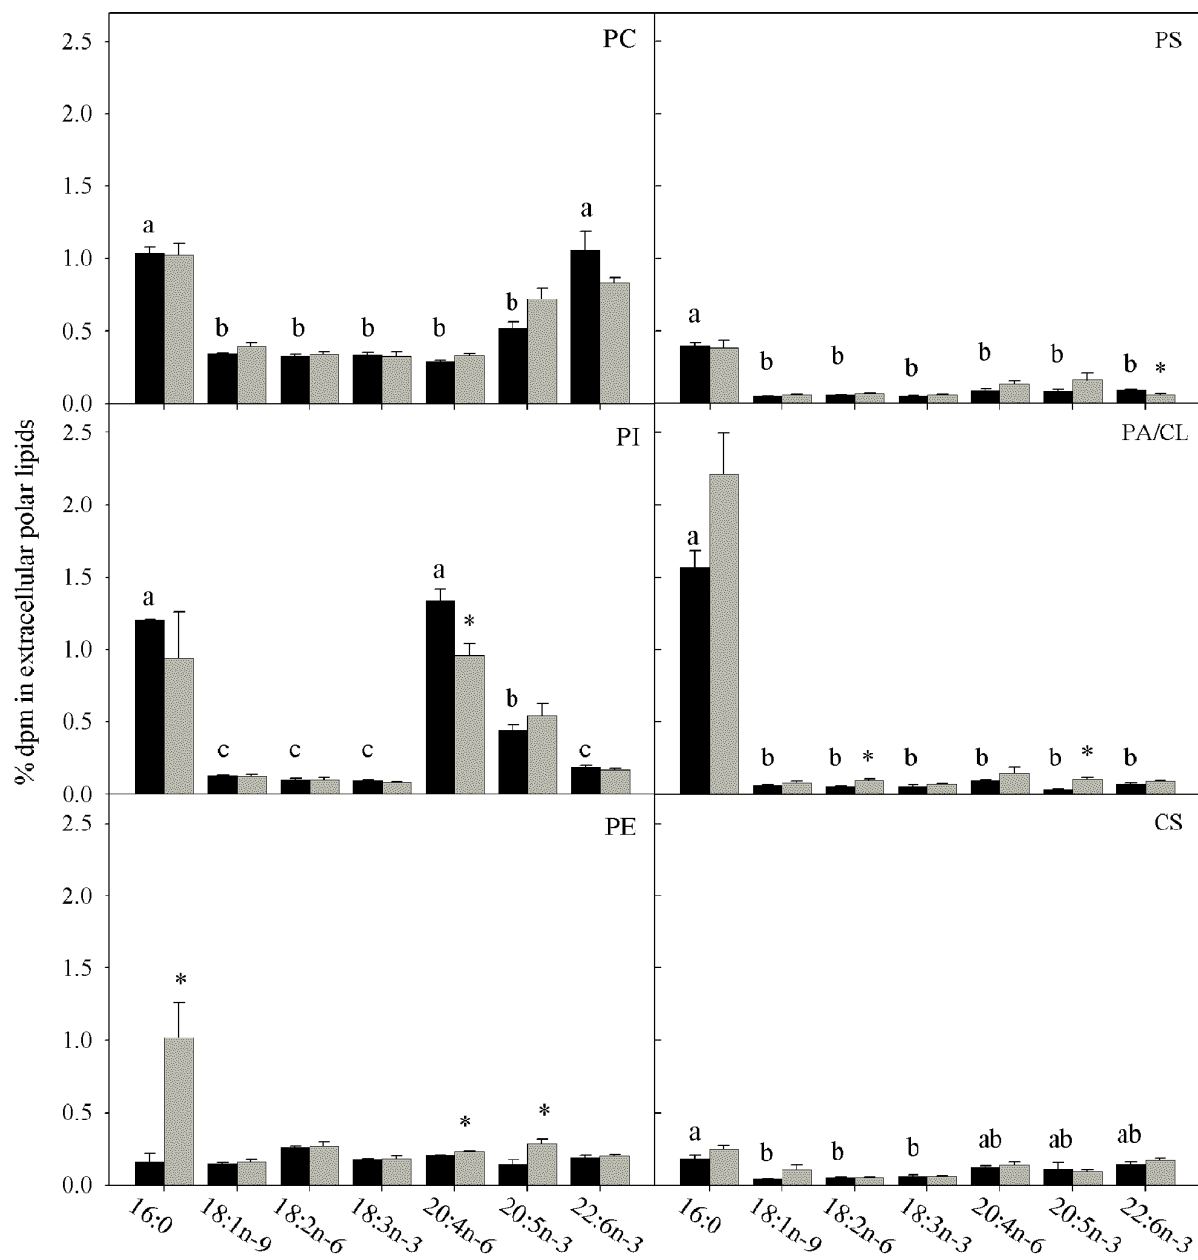 % dpm in extracellular polar lipids
PC
2.5
2.0
1.5
1.0
0.5
0.0
a b b b b b a
PS
a b b b b b b *
PI
2.5
2.0
1.5
1.0
0.5
0.0
a c c c a * b c
PA/CL
a b b * b b b * b
PE
2.5
2.0
1.5
1.0
0.5
0.0
* * *
CS
a b b b ab ab ab
16:0 18:1n-9 18:2n-6 18:3n-3 20:4n-6 20:5n-3 22:6n-3
16:0 18:1n-9 18:2n-6 18:3n-3 20:4n-6 20:5n-3 22:6n-3